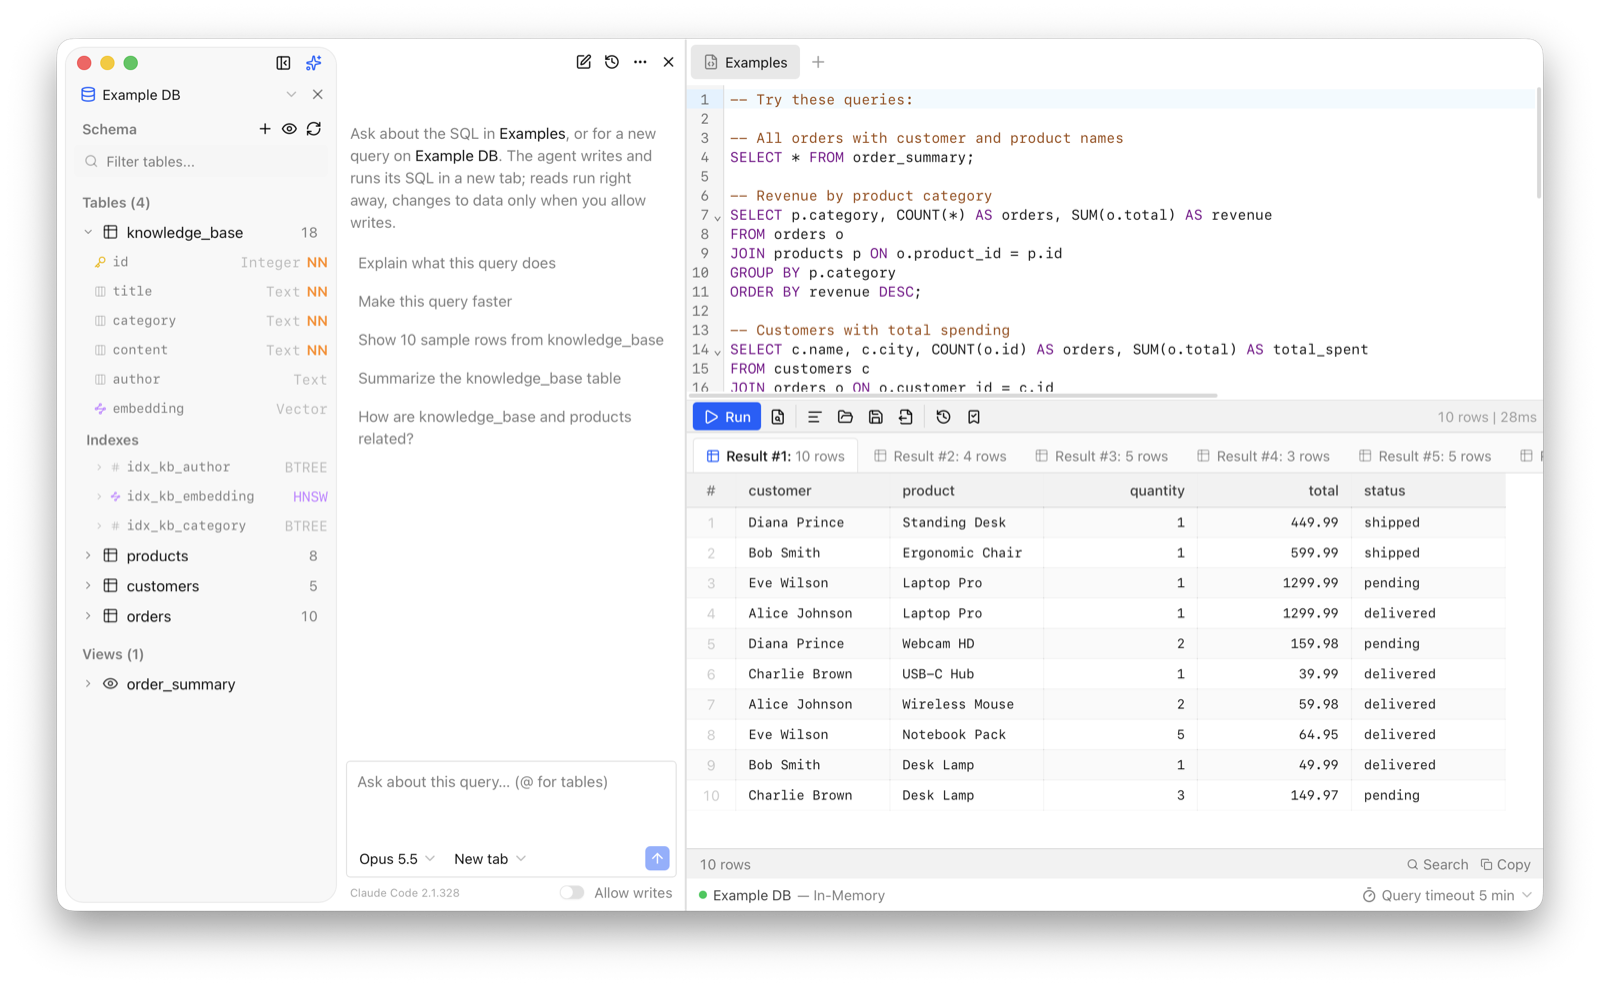 Example DB
Schema
Filter tables...
Tables (4)
knowledge_base 18
id Integer NN
title Text NN
category Text NN
content Text NN
author Text
embedding Vector
Indexes
# idx_kb_author BTREE
idx_kb_embedding HNSW
# idx_kb_category BTREE
products 8
customers 5
orders 10
Views (1)
order_summary
Ask about the SQL in Examples, or for a new
query on Example DB. The agent writes and
runs its SQL in a new tab; reads run right
away, changes to data only when you allow
writes.
Explain what this query does
Make this query faster
Show 10 sample rows from knowledge_base
Summarize the knowledge_base table
How are knowledge_base and products
related?
Ask about this query... (@ for tables)
Opus 5.5 New tab
Claude Code 2.1.328 Allow writes
Examples
1 -- Try these queries:
2
3 -- All orders with customer and product names
4 SELECT * FROM order_summary;
5
6 -- Revenue by product category
7 SELECT p.category, COUNT(*) AS orders, SUM(o.total) AS revenue
8 FROM orders o
9 JOIN products p ON o.product_id = p.id
10 GROUP BY p.category
11 ORDER BY revenue DESC;
12
13 -- Customers with total spending
14 SELECT c.name, c.city, COUNT(o.id) AS orders, SUM(o.total) AS total_spent
15 FROM customers c
16 JOIN orders o ON o.customer_id = c.id
Run 10 rows | 28ms
Result #1: 10 rows Result #2: 4 rows Result #3: 5 rows Result #4: 3 rows Result #5: 5 rows
# customer product quantity total status
1 Diana Prince Standing Desk 1 449.99 shipped
2 Bob Smith Ergonomic Chair 1 599.99 shipped
3 Eve Wilson Laptop Pro 1 1299.99 pending
4 Alice Johnson Laptop Pro 1 1299.99 delivered
5 Diana Prince Webcam HD 2 159.98 pending
6 Charlie Brown USB-C Hub 1 39.99 delivered
7 Alice Johnson Wireless Mouse 2 59.98 delivered
8 Eve Wilson Notebook Pack 5 64.95 delivered
9 Bob Smith Desk Lamp 1 49.99 delivered
10 Charlie Brown Desk Lamp 3 149.97 pending
10 rows Search Copy
Example DB — In-Memory Query timeout 5 min